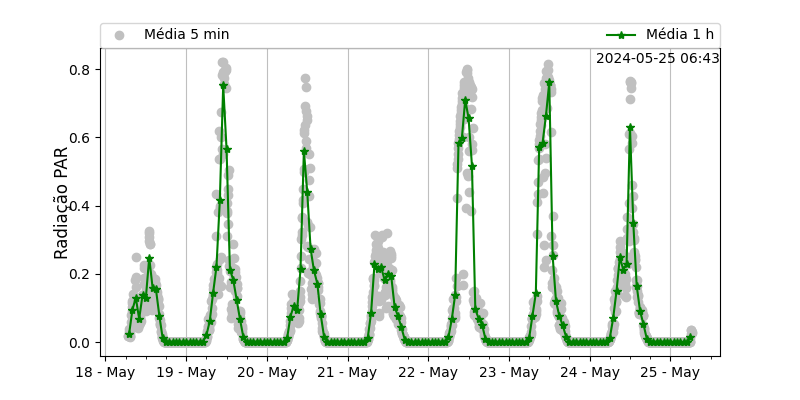 Média 5 min
Média 1 h
2024-05-25 06:43
Radiação PAR
0.8
0.6
0.4
0.2
0.0
18 - May
19 - May
20 - May
21 - May
22 - May
23 - May
24 - May
25 - May